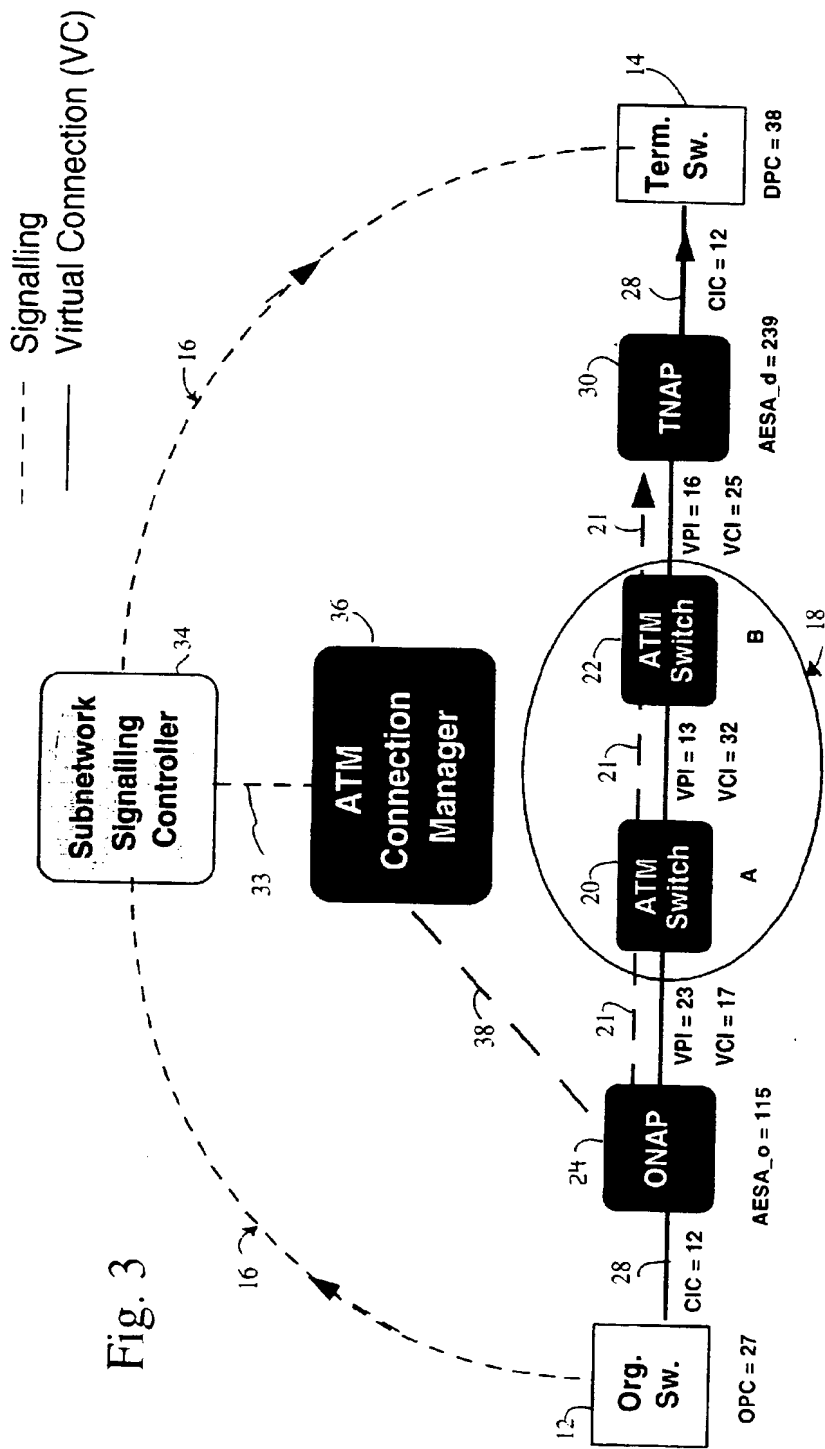 Fig. 3
Signalling
Virtual Connection (VC)
16
16
Subnetwork
Signalling
Controller
34
33
ATM
Connection
Manager
36
38
12
Org.
Sw.
OPC = 27
28
CIC = 12
24
ONAP
AESA_o = 115
21
VPI = 23
VCI = 17
20
ATM
Switch
A
21
VPI = 13
VCI = 32
22
ATM
Switch
B
18
21
VPI = 16
VCI = 25
30
TNAP
AESA_d = 239
28
CIC = 12
14
Term.
Sw.
DPC = 38